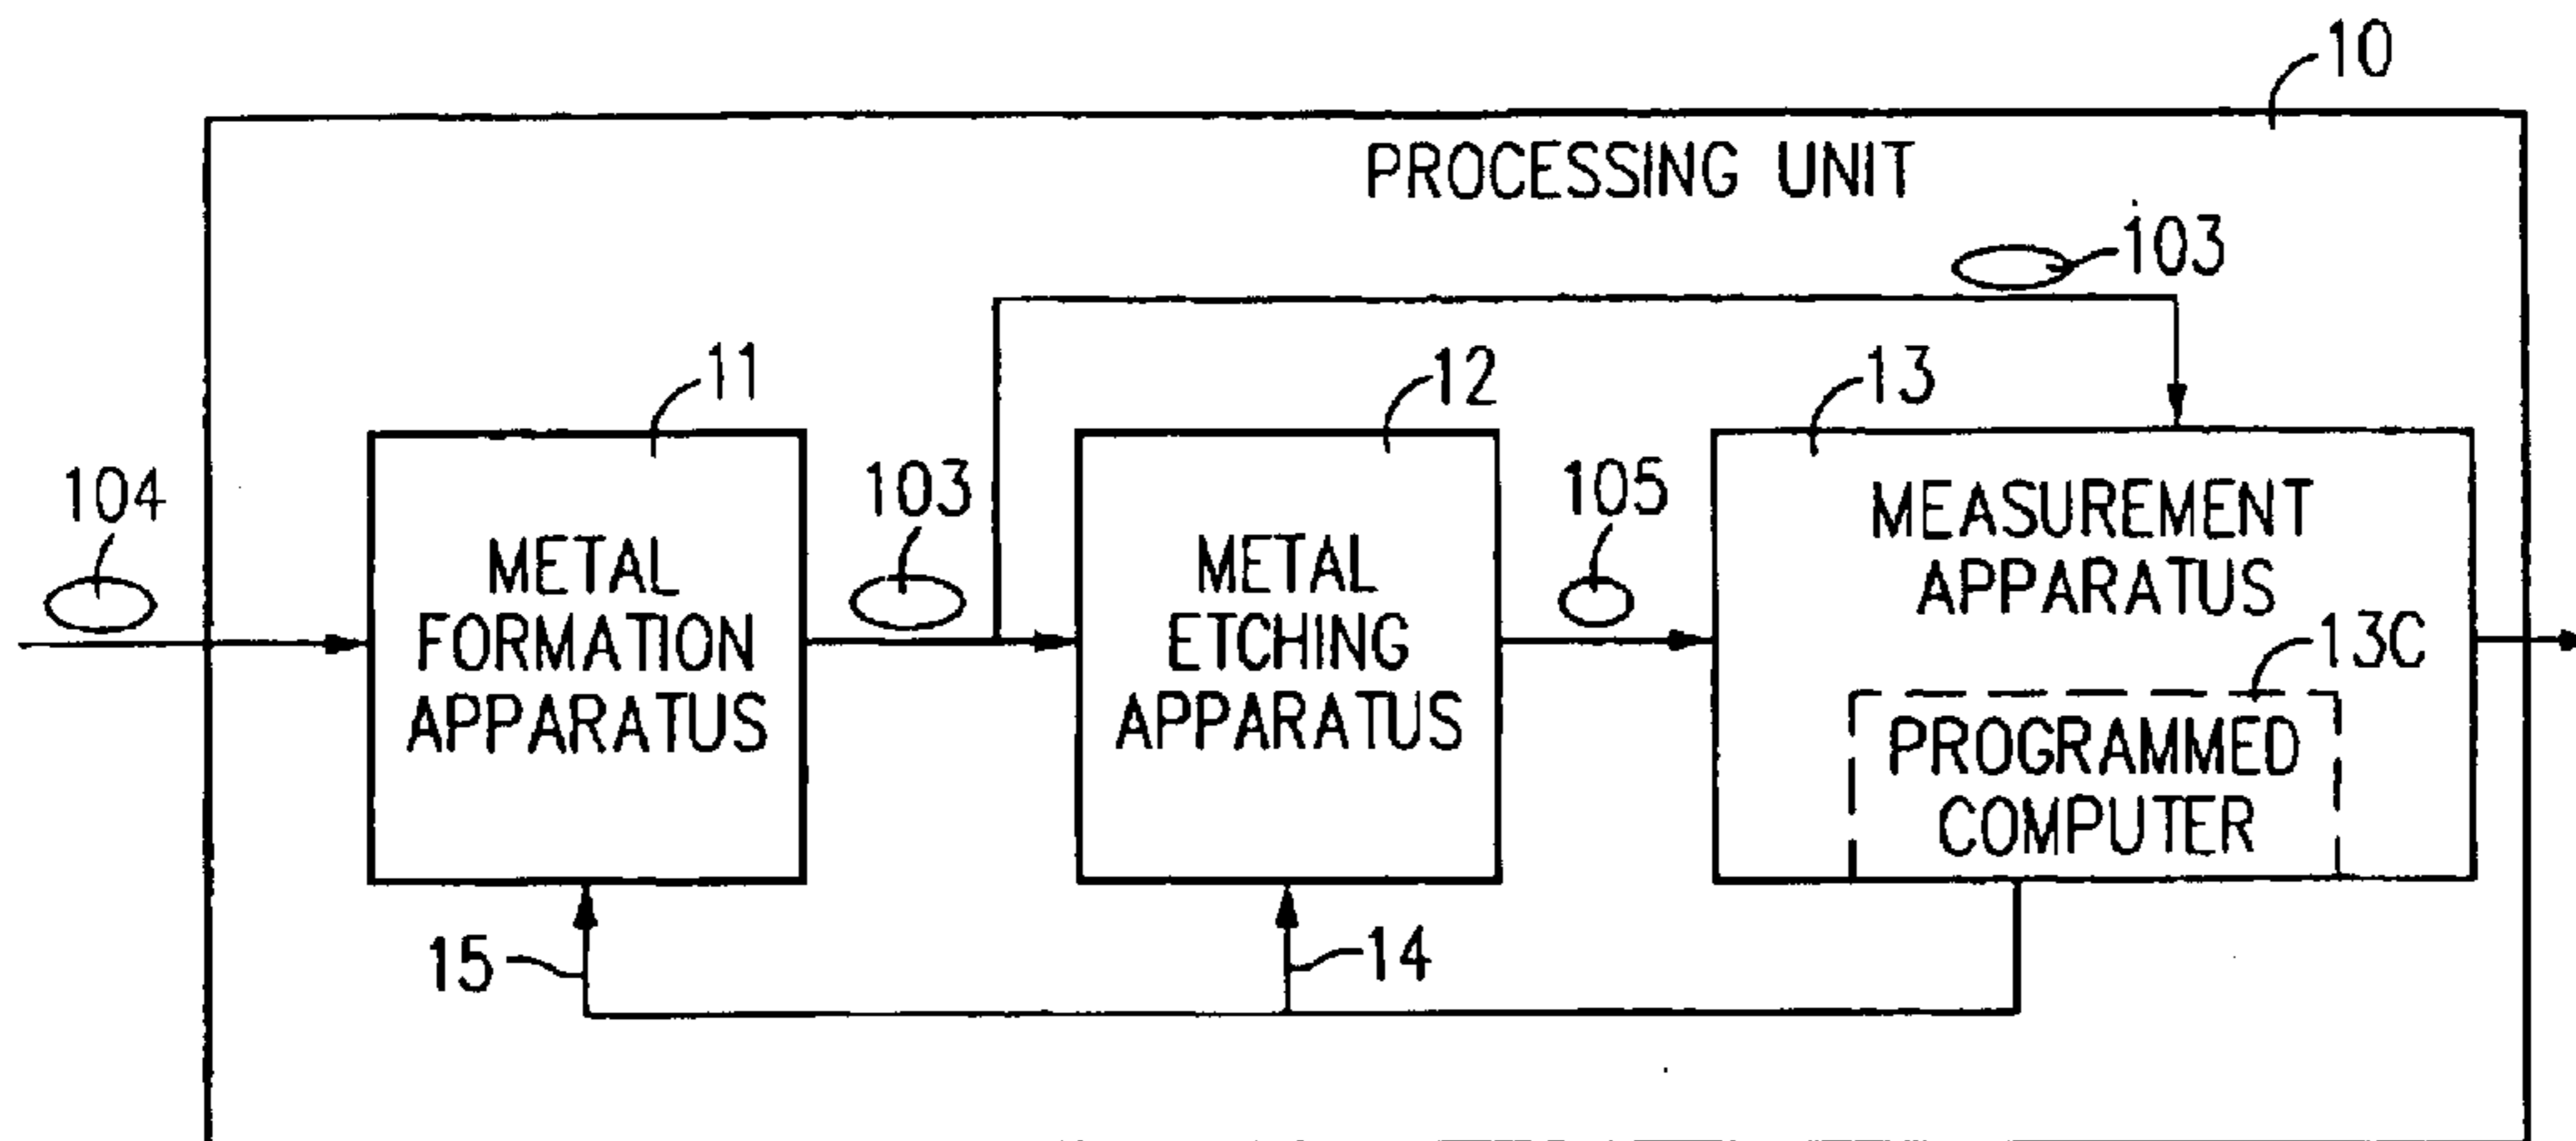 10
PROCESSING UNIT
103
11
12
13
104
103
105
METAL
FORMATION
APPARATUS
METAL
ETCHING
APPARATUS
MEASUREMENT
APPARATUS
13C
PROGRAMMED
COMPUTER
15
14